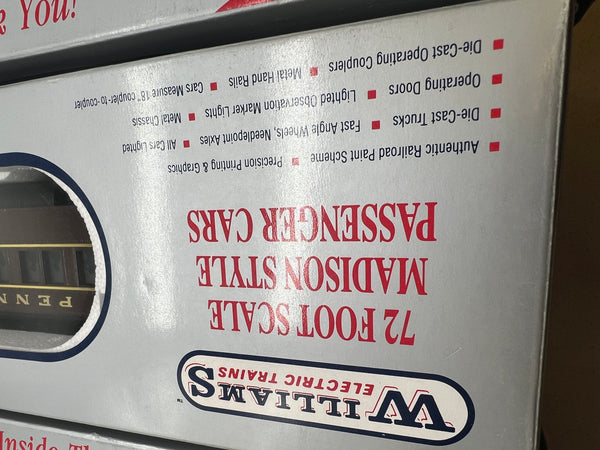 You!
WILLIAMS™
ELECTRIC TRAINS
72 FOOT SCALE
MADISON STYLE
PASSENGER CARS
■ Authentic Railroad Paint Scheme ■ Precision Printing & Graphics
■ Die-Cast Trucks ■ Fast Angle Wheels, Needlepoint Axles ■ All Cars Lighted
■ Operating Doors ■ Lighted Observation Marker Lights ■ Metal Chassis
■ Die-Cast Operating Couplers ■ Metal Hand Rails ■ Cars Measure 18" coupler-to-coupler
PENN
Inside